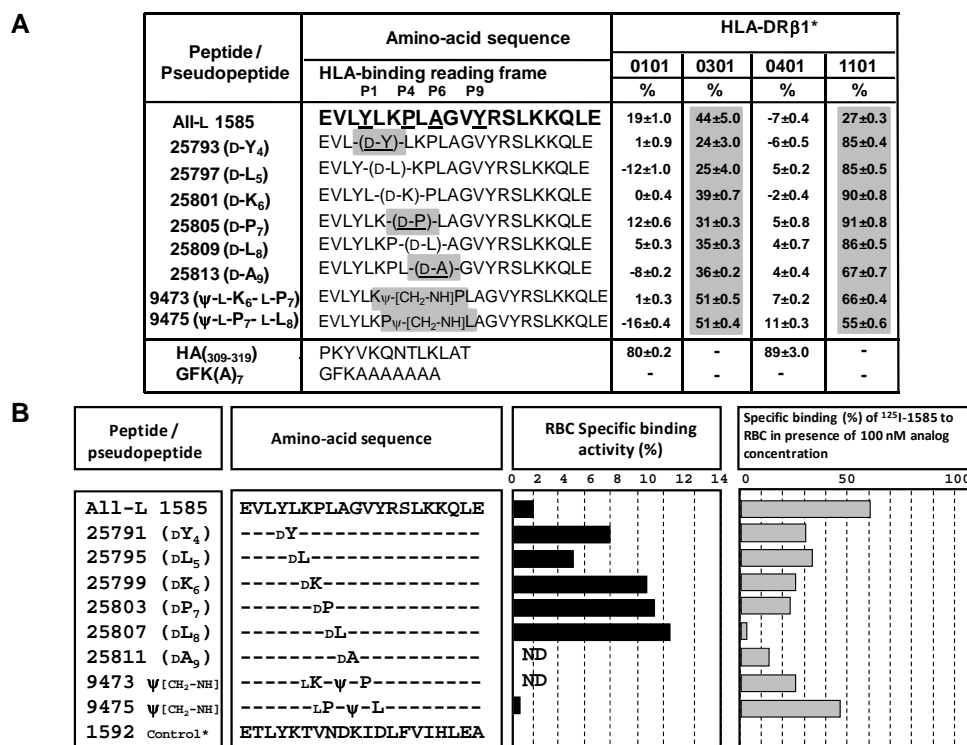 A
Peptide / Pseudopeptide Amino-acid sequence HLA-DRβ1*
HLA-binding reading frame 0101 0301 0401 1101
P1 P4 P6 P9 % % % %
All-L 1585 EVLYLKPLAGVYRSLKKQLE 19±1.0 44±5.0 -7±0.4 27±0.3
25793 (D-Y4) EVL-(D-Y)-LKPLAGVYRSLKKQLE 1±0.9 24±3.0 -6±0.5 85±0.4
25797 (D-L5) EVLY-(D-L)-KPLAGVYRSLKKQLE -12±1.0 25±4.0 5±0.2 85±0.5
25801 (D-K6) EVLYL-(D-K)-PLAGVYRSLKKQLE 0±0.4 39±0.7 -2±0.4 90±0.8
25805 (D-P7) EVLYLK-(D-P)-LAGVYRSLKKQLE 12±0.6 31±0.3 5±0.8 91±0.8
25809 (D-L8) EVLYLKP-(D-L)-AGVYRSLKKQLE 5±0.3 35±0.3 4±0.7 86±0.5
25813 (D-A9) EVLYLKPL-(D-A)-GVYRSLKKQLE -8±0.2 36±0.2 4±0.4 67±0.7
9473 (ψ-L-K6-L-P7) EVLYLKψ-[CH2-NH]PLAGVYRSLKKQLE 1±0.3 51±0.5 7±0.2 66±0.4
9475 (ψ-L-P7-L-L8) EVLYLKPψ-[CH2-NH]LAGVYRSLKKQLE -16±0.4 51±0.4 11±0.3 55±0.6
HA(309-319) PKYVKQNTLKLAT 80±0.2 - 89±3.0 -
GFK(A)7 GFKAAAAAAA - - - -
B
Peptide / pseudopeptide Amino-acid sequence RBC Specific binding activity (%) Specific binding (%) of 125I-1585 to RBC in presence of 100 nM analog concentration
0 2 4 6 8 10 12 14 0 50 100
All-L 1585 EVLYLKPLAGVYRSLKKQLE
25791 (DY4) ----DY----------------
25795 (DL5) -----DL---------------
25799 (DK6) ------DK--------------
25803 (DP7) -------DP-------------
25807 (DL8) --------DL------------
25811 (DA9) ---------DA----------- ND
9473 ψ[CH2-NH] ------LK-ψ-P---------- ND
9475 ψ[CH2-NH] -------LP-ψ-L---------
1592 Control* ETLYKTVNDKIDLFVIHLEA